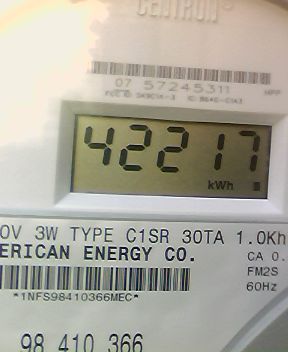 CENTRON
07 57245311
42217
kWh
0V 3W TYPE C1SR 30TA 1.0Kh
ERICAN ENERGY CO.
CA 0.
FM2S
60Hz
*1NFS98410366MEC*
98 410 366